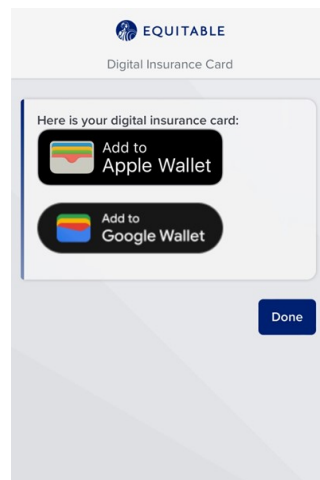 EQUITABLE
Digital Insurance Card
Here is your digital insurance card:
Add to
Apple Wallet
Add to
Google Wallet
Done